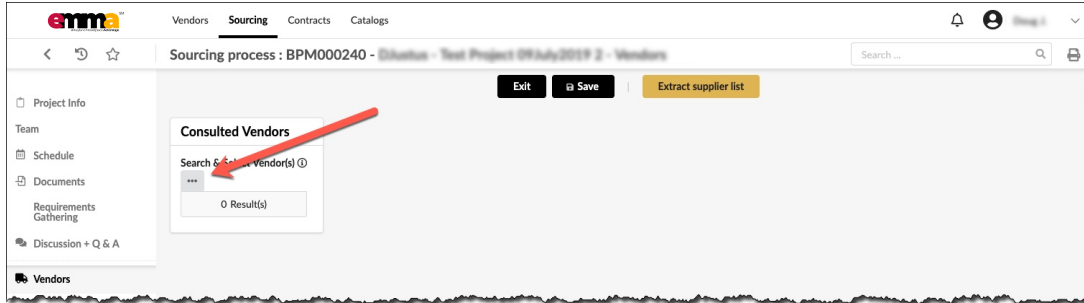 emma
Vendors Sourcing Contracts Catalogs
Sourcing process : BPM000240 -
Search ...
Exit Save Extract supplier list
Project Info
Team
Schedule
Documents
Requirements
Gathering
Discussion + Q & A
Vendors
Consulted Vendors
Search & Select Vendor(s)
0 Result(s)